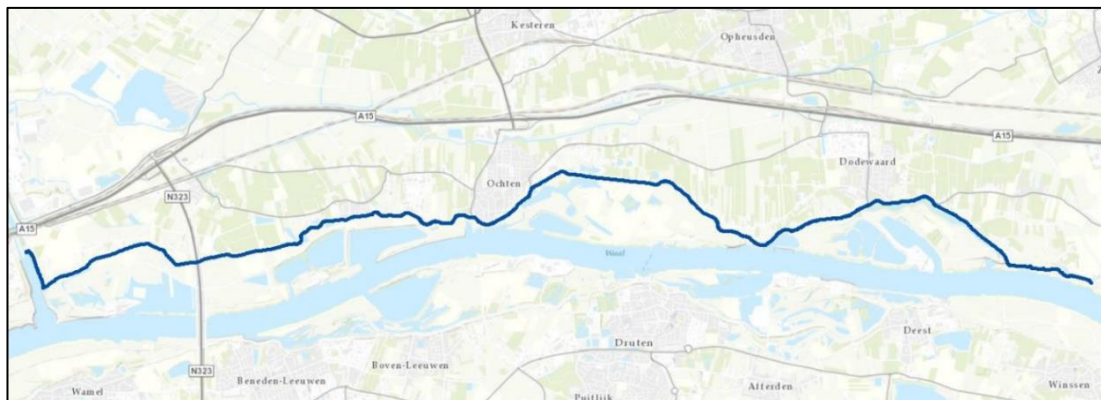 Kesteren
Opheusden
Z
A15
A15
Dodewaard
Ochten
N323
A15
Waal
Deest
Druten
Boven-Leeuwen
N323
Beneden-Leeuwen
Wamel
Afferden
Winssen
Puiflijk